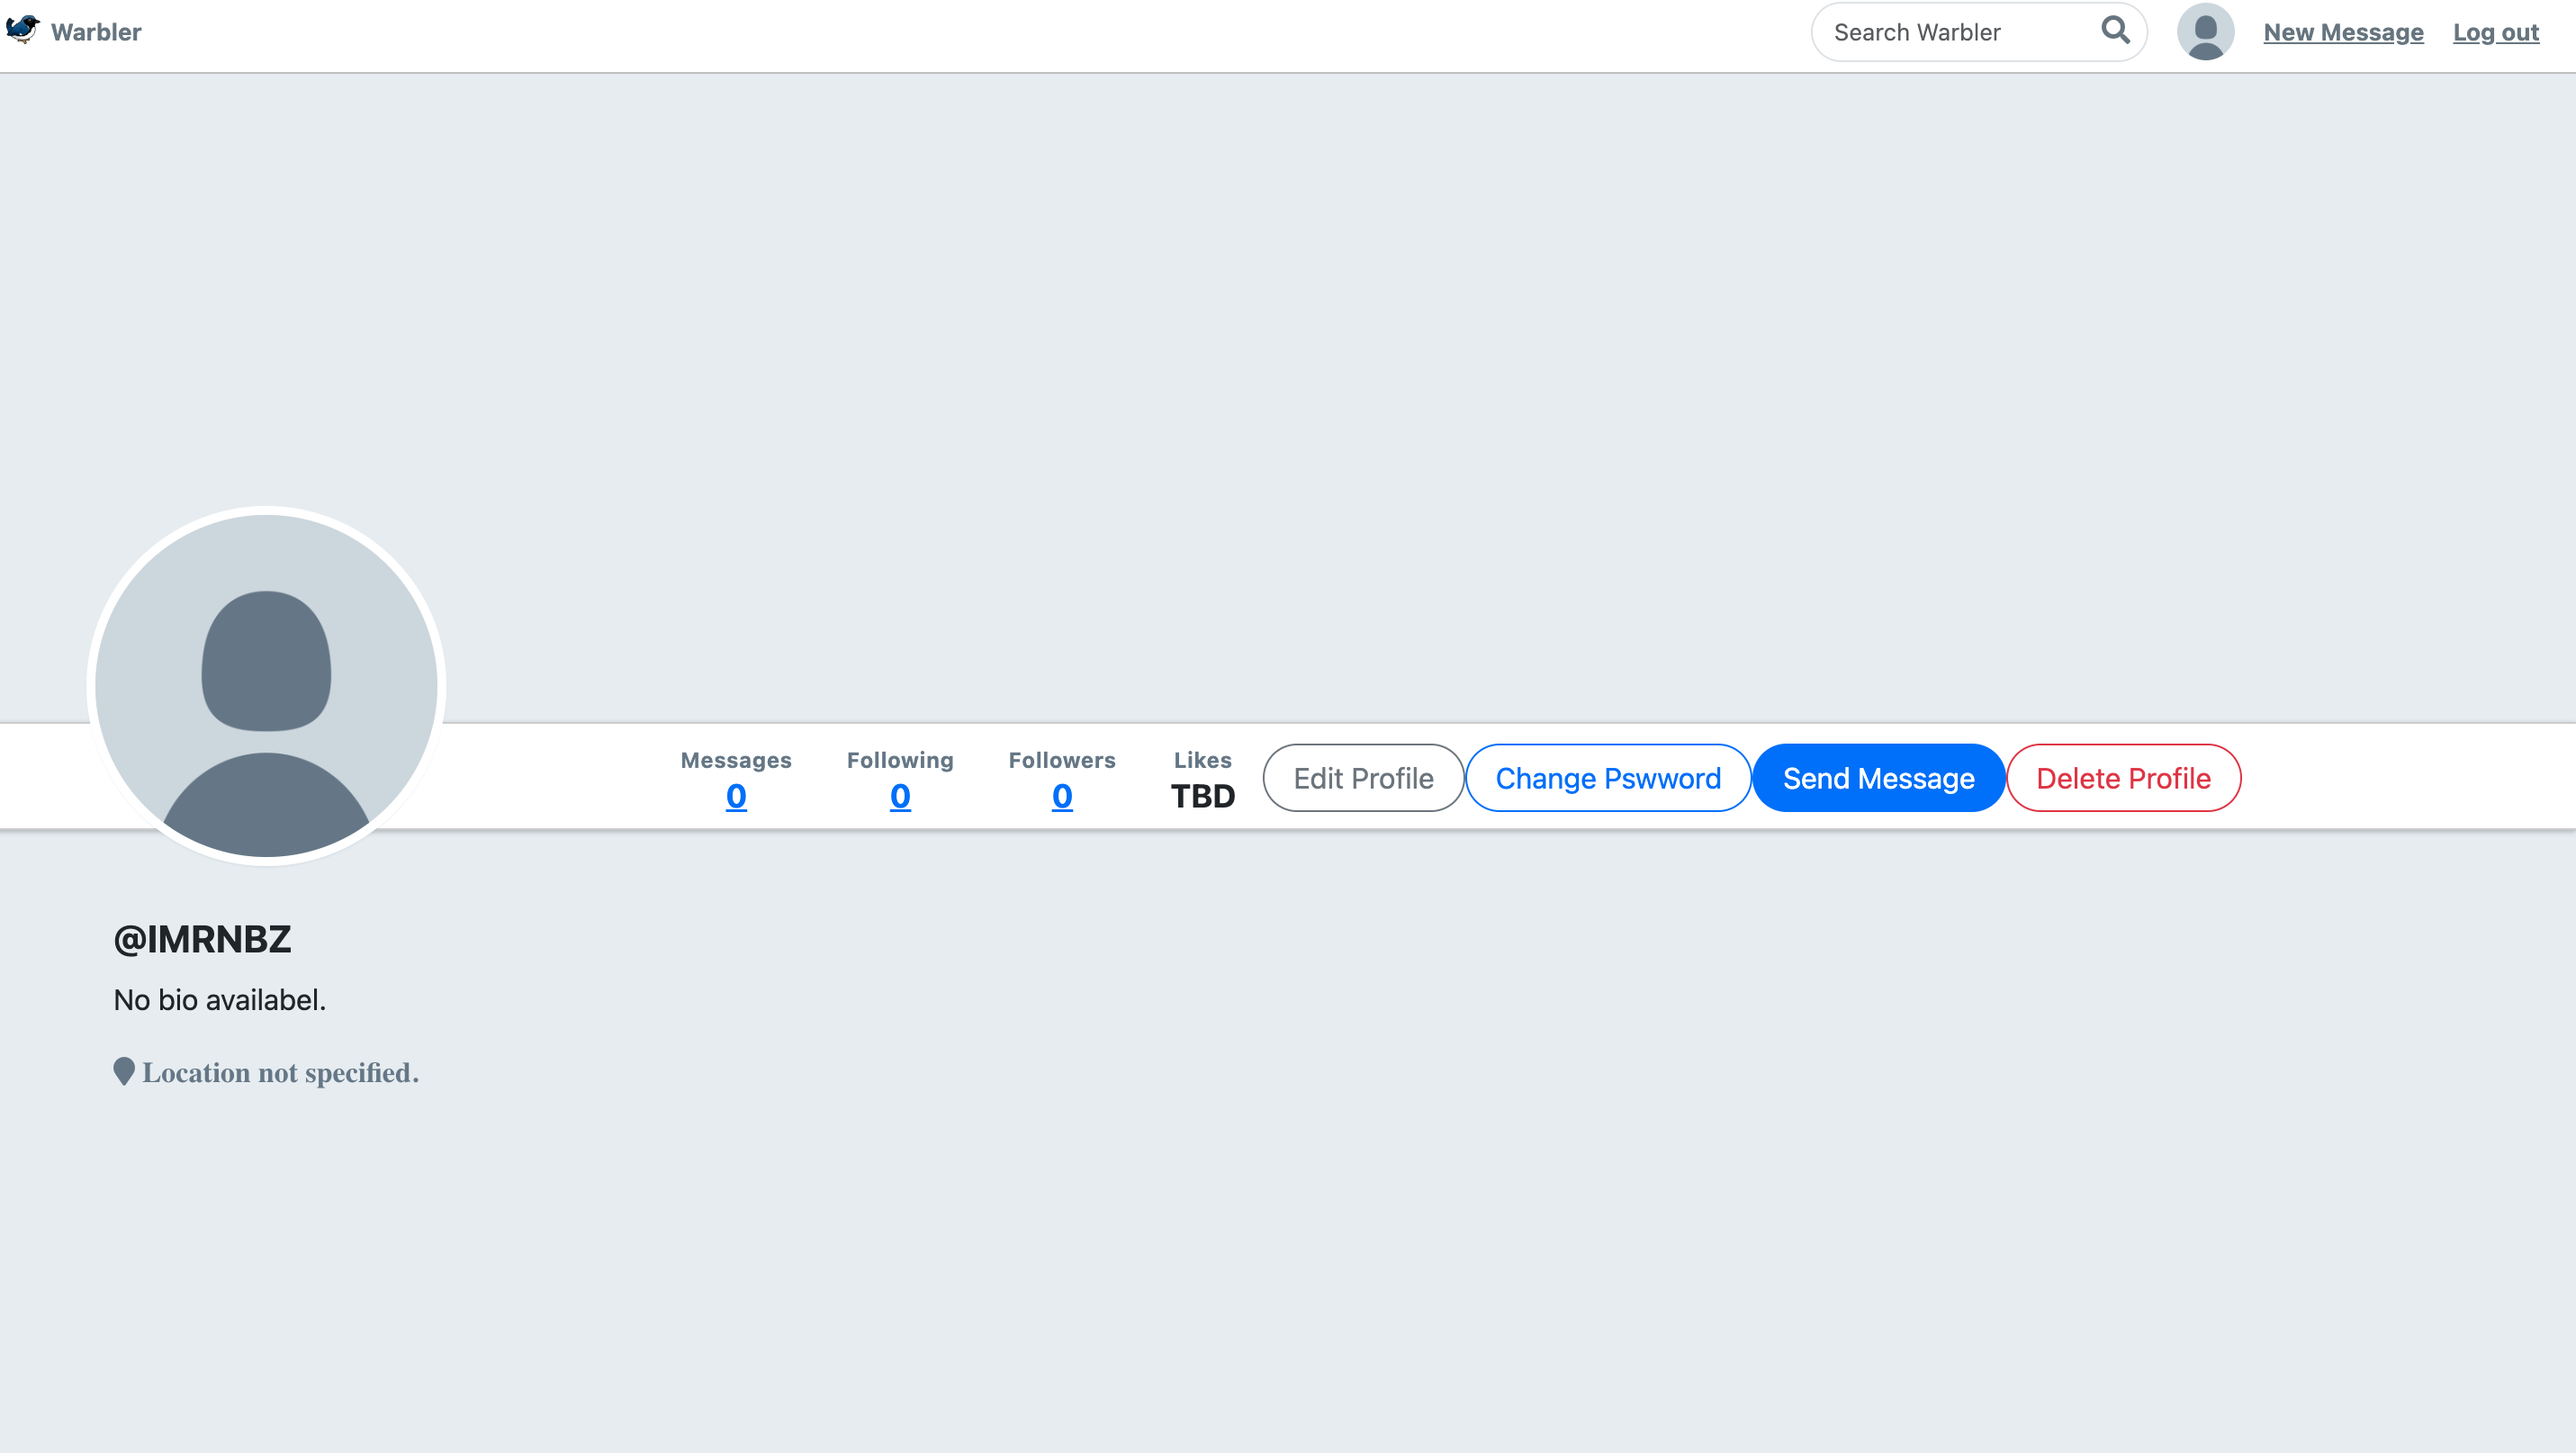 Warbler
Search Warbler
New Message
Log out
Messages
0
Following
0
Followers
0
Likes
TBD
Edit Profile
Change Pswword
Send Message
Delete Profile
@IMRNBZ
No bio availabel.
Location not specified.